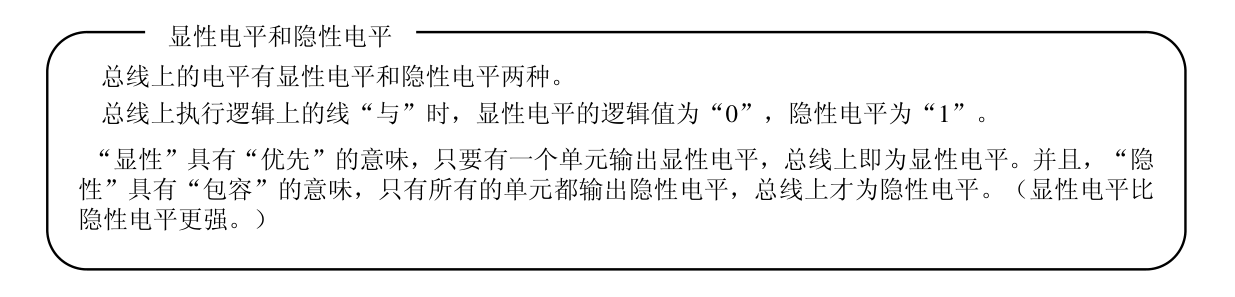 显性电平和隐性电平
总线上的电平有显性电平和隐性电平两种。
总线上执行逻辑上的线“与”时，显性电平的逻辑值为“0”，隐性电平为“1”。
“显性”具有“优先”的意味，只要有一个单元输出显性电平，总线上即为显性电平。并且，“隐
性”具有“包容”的意味，只有所有的单元都输出隐性电平，总线上才为隐性电平。（显性电平比
隐性电平更强。）